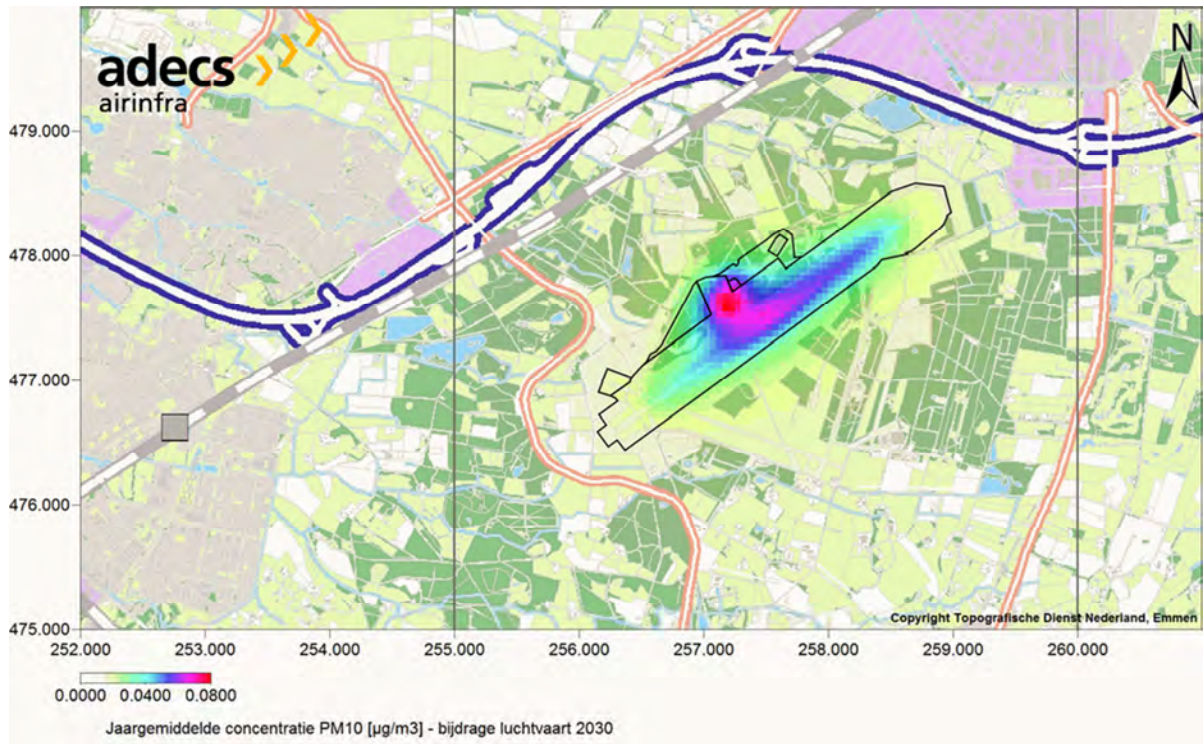 adecs
airinfra
N
479.000
478.000
477.000
476.000
475.000
Copyright Topografische Dienst Nederland, Emmen
252.000 253.000 254.000 255.000 256.000 257.000 258.000 259.000 260.000
0.0000 0.0400 0.0800
Jaargemiddelde concentratie PM10 [µg/m3] - bijdrage luchtvaart 2030